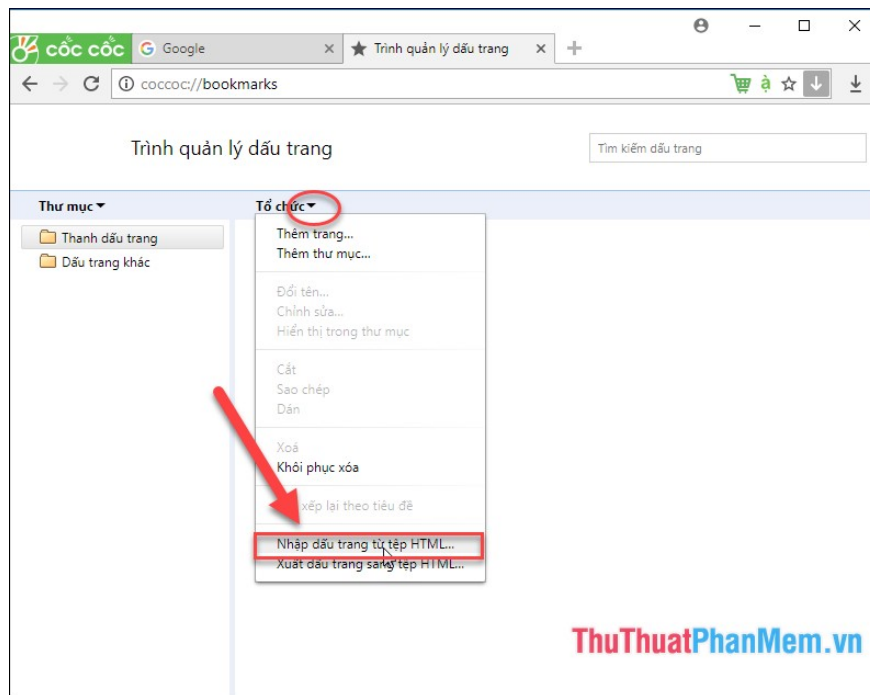 cốc cốc Google Trình quản lý dấu trang
coccoc://bookmarks ạ
Trình quản lý dấu trang Tìm kiếm dấu trang
Thư mục Tổ chức
Thanh dấu trang
Dấu trang khác
Thêm trang...
Thêm thư mục...
Đổi tên...
Chỉnh sửa...
Hiển thị trong thư mục
Cắt
Sao chép
Dán
Xoá
Khôi phục xóa
xếp lại theo tiêu đề
Nhập dấu trang từ tệp HTML...
Xuất dấu trang sang tệp HTML...
ThuThuatPhanMem.vn